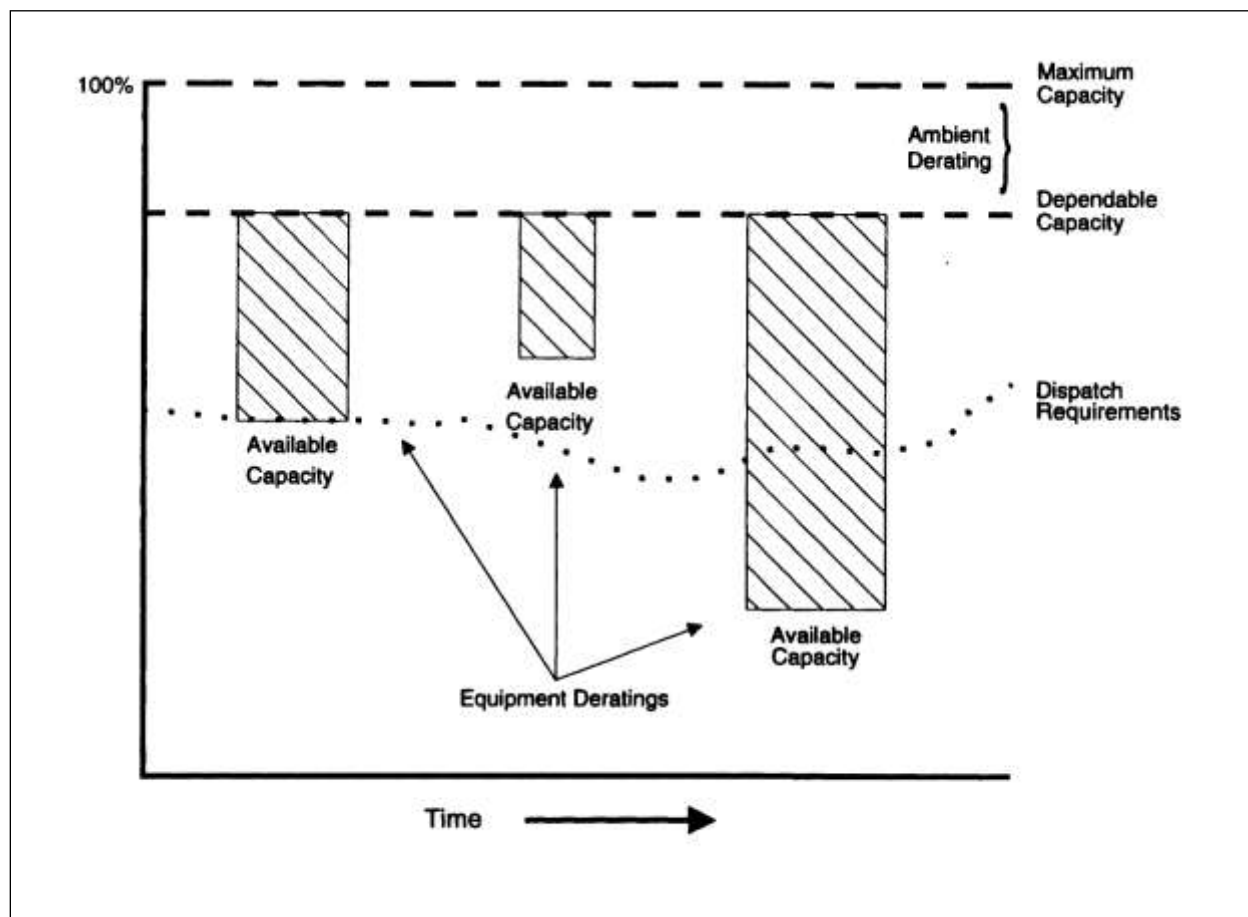 100%
Maximum
Capacity
Ambient
Derating
Dependable
Capacity
Available
Capacity
Dispatch
Requirements
Available
Capacity
Available
Capacity
Equipment Deratings
Time